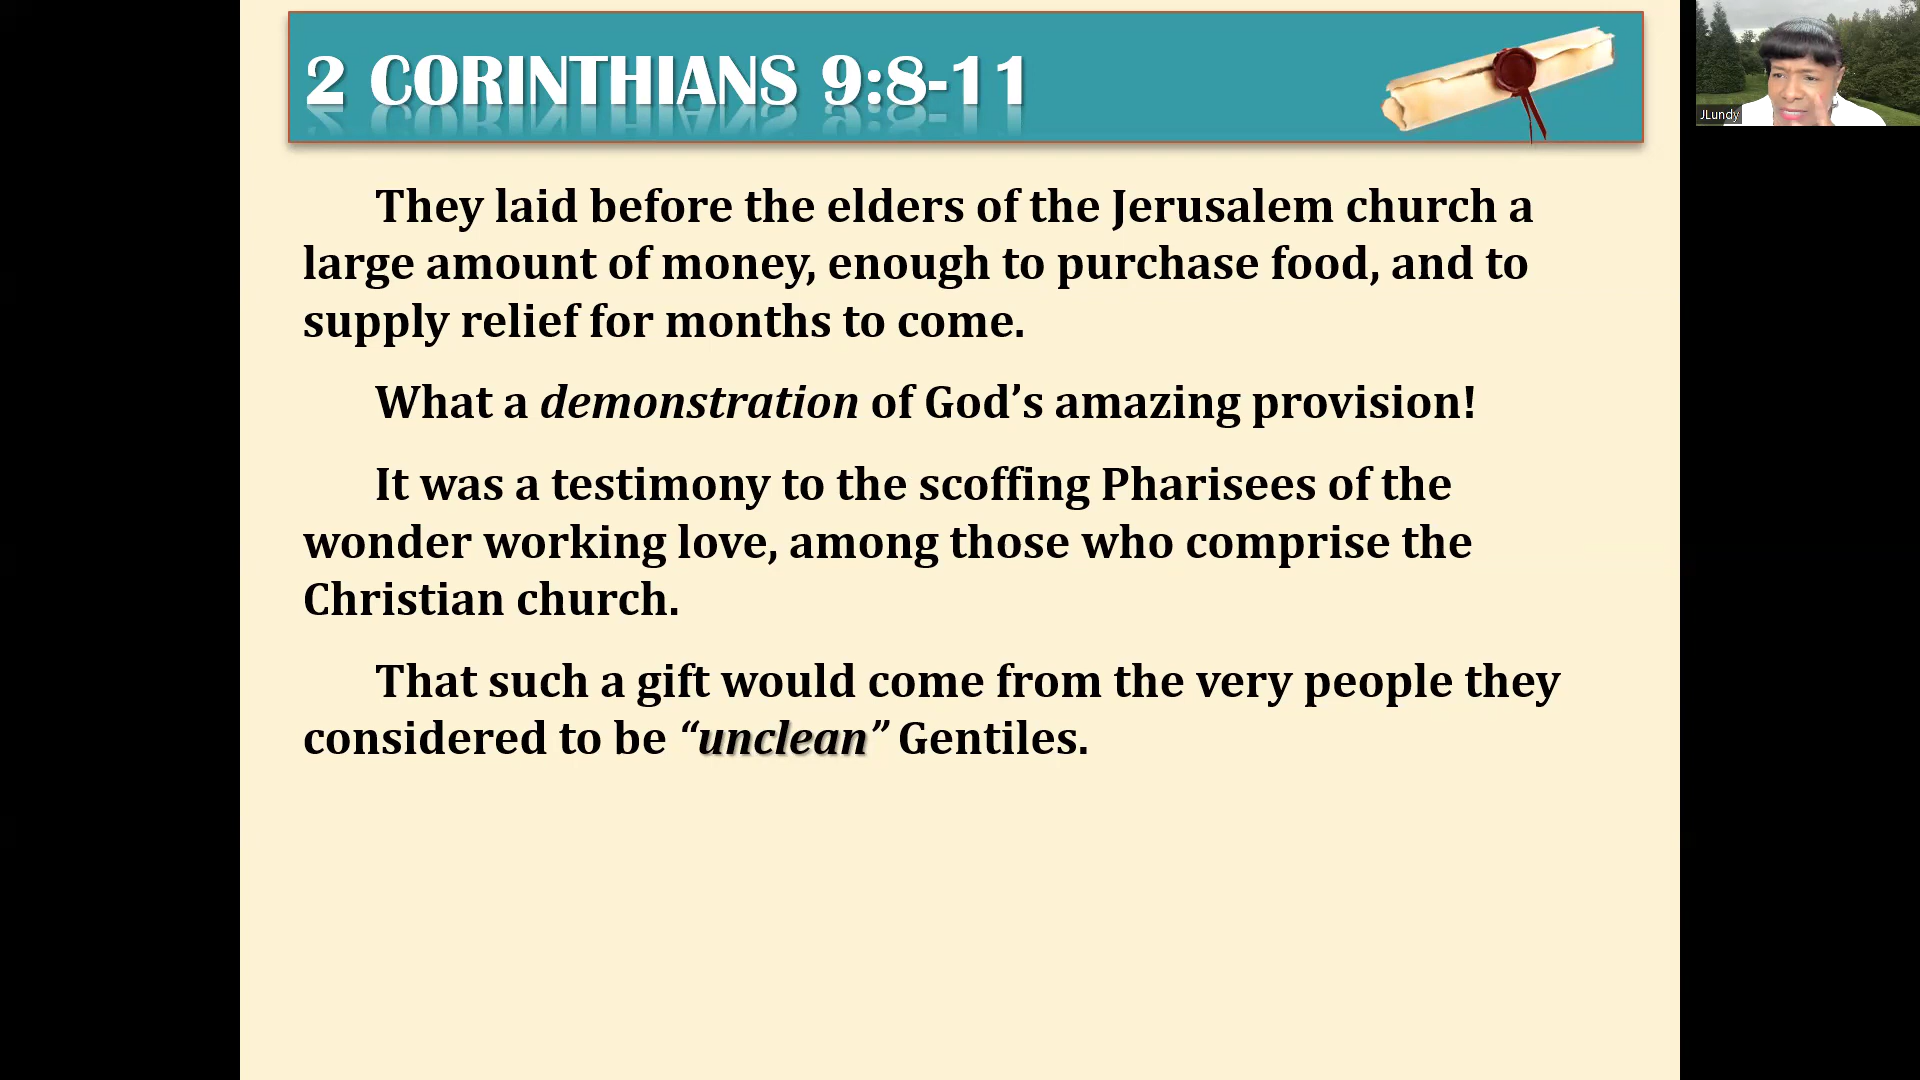 2 CORINTHIANS 9:8-11
JLundy
They laid before the elders of the Jerusalem church a
large amount of money, enough to purchase food, and to
supply relief for months to come.
What a demonstration of God’s amazing provision!
It was a testimony to the scoffing Pharisees of the
wonder working love, among those who comprise the
Christian church.
That such a gift would come from the very people they
considered to be “unclean” Gentiles.